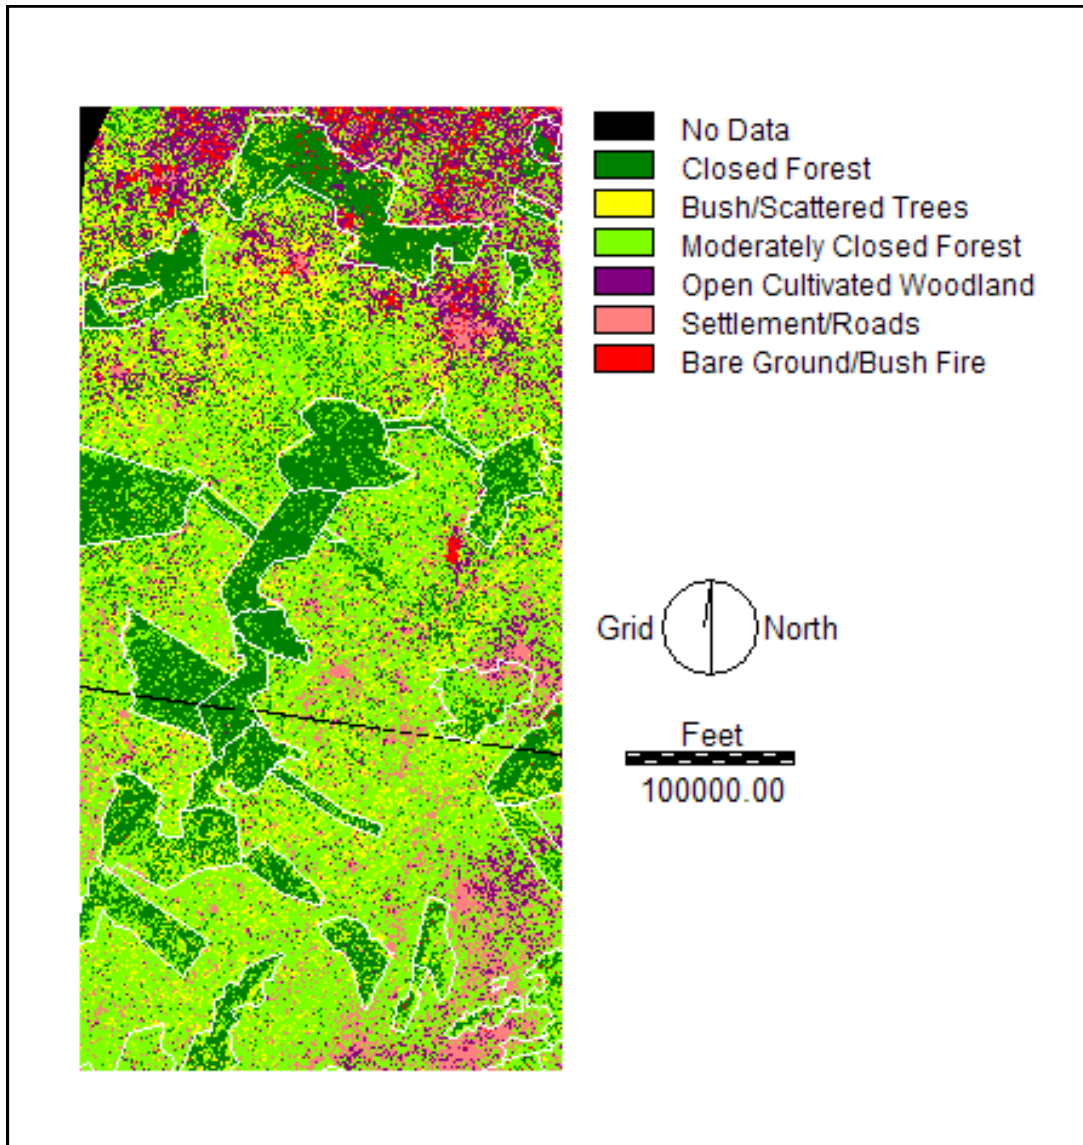 No Data
Closed Forest
Bush/Scattered Trees
Moderately Closed Forest
Open Cultivated Woodland
Settlement/Roads
Bare Ground/Bush Fire
Grid North
Feet
100000.00